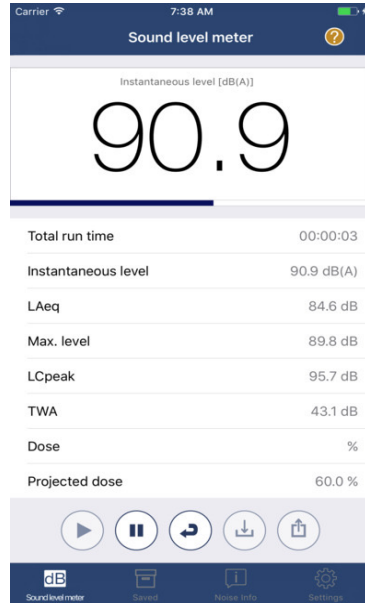 Carrier 7:38 AM
Sound level meter ?
Instantaneous level [dB(A)]
90.9
Total run time 00:00:03
Instantaneous level 90.9 dB(A)
LAeq 84.6 dB
Max. level 89.8 dB
LCpeak 95.7 dB
TWA 43.1 dB
Dose %
Projected dose 60.0 %
dB i
Sound level meter Saved Noise Info Settings